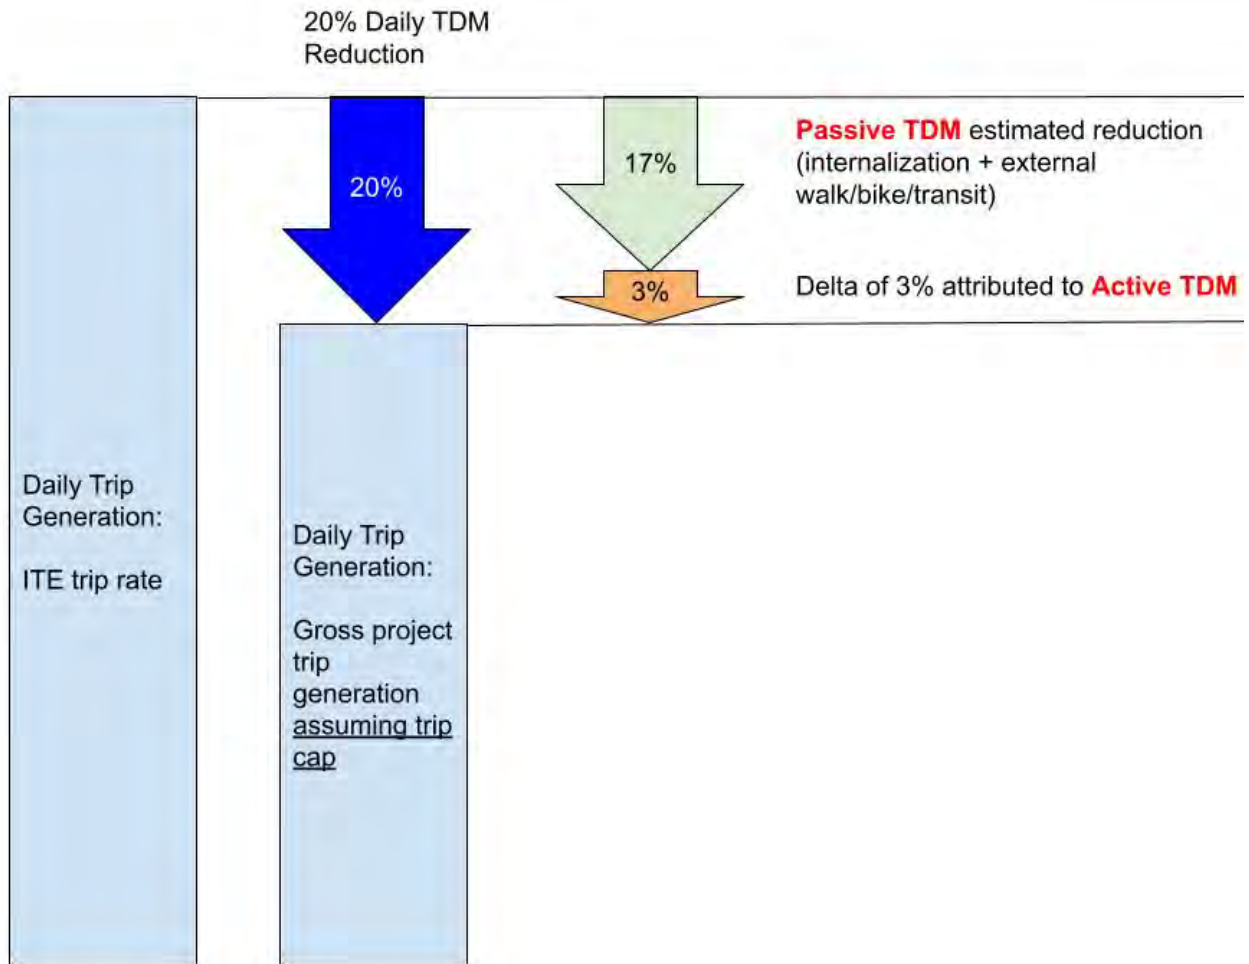 20% Daily TDM
Reduction
20%
17%
Passive TDM estimated reduction
(internalization + external
walk/bike/transit)
3%
Delta of 3% attributed to Active TDM
Daily Trip
Generation:
ITE trip rate
Daily Trip
Generation:
Gross project
trip
generation
assuming trip
cap